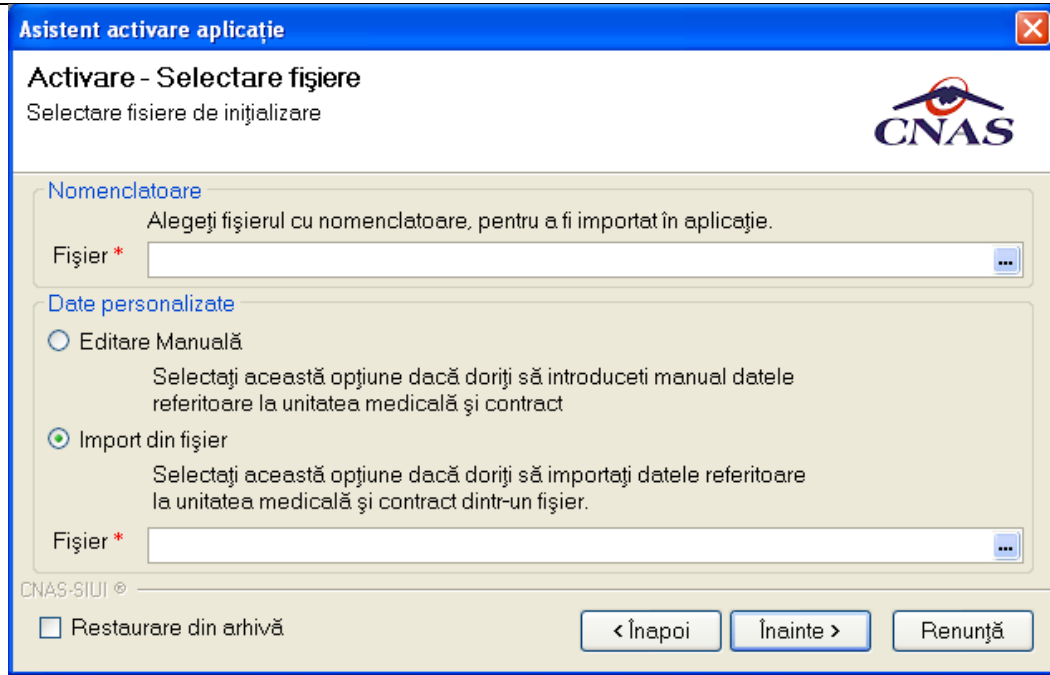 Asistent activare aplicație
Activare - Selectare fişiere
Selectare fisiere de iniţializare
CNAS
Nomenclatoare
Alegeţi fişierul cu nomenclatoare, pentru a fi importat în aplicaţie.
Fişier *
...
Date personalizate
Editare Manuală
Selectaţi această opţiune dacă doriţi să introduceti manual datele
referitoare la unitatea medicală şi contract
Import din fişier
Selectaţi această opţiune dacă doriţi să importaţi datele referitoare
la unitatea medicală şi contract dintr-un fişier.
Fişier *
...
CNAS-SIUI ®
Restaurare din arhivă
< Înapoi
Înainte >
Renunţă